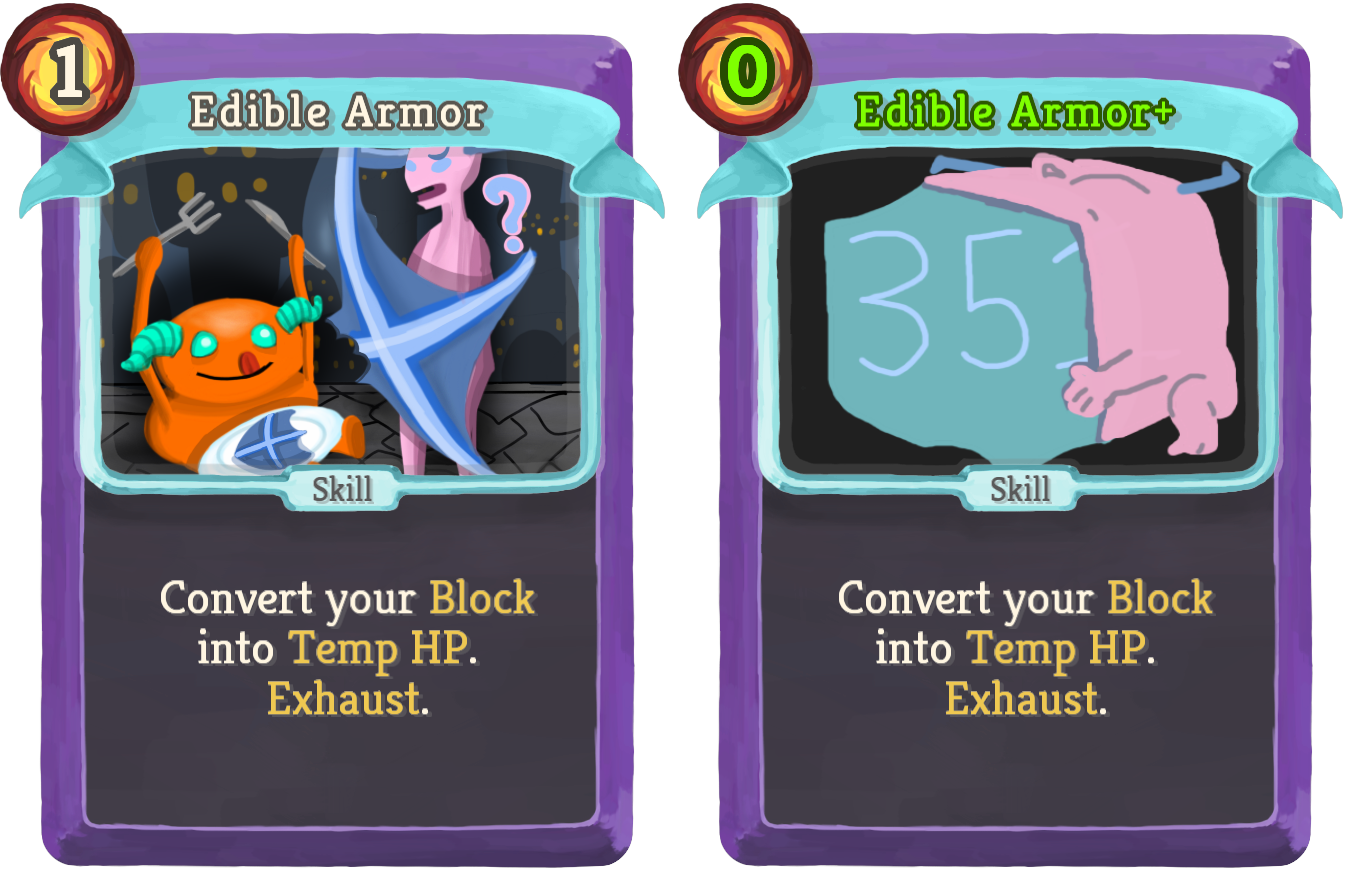 1
Edible Armor
?
Skill
Convert your Block
into Temp HP.
Exhaust.
0
Edible Armor+
35
Skill
Convert your Block
into Temp HP.
Exhaust.